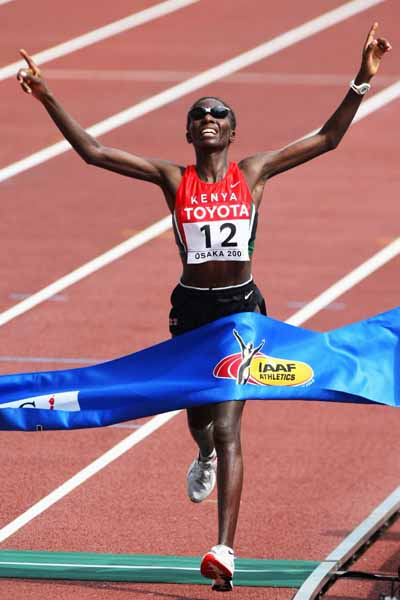 KENYA
TOYOTA
12
OSAKA 200
IAAF
ATHLETICS